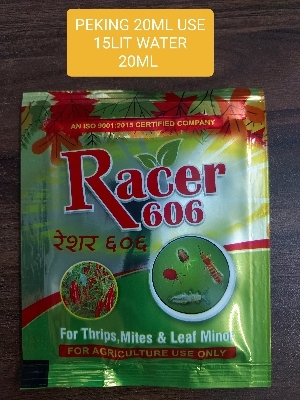 PEKING 20ML USE
15LIT WATER
20ML
AN ISO 9001:2015 CERTIFIED COMPANY
Racer
606
रेशर ६०६
For Thrips,Mites & Leaf Minor
FOR AGRICULTURE USE ONLY